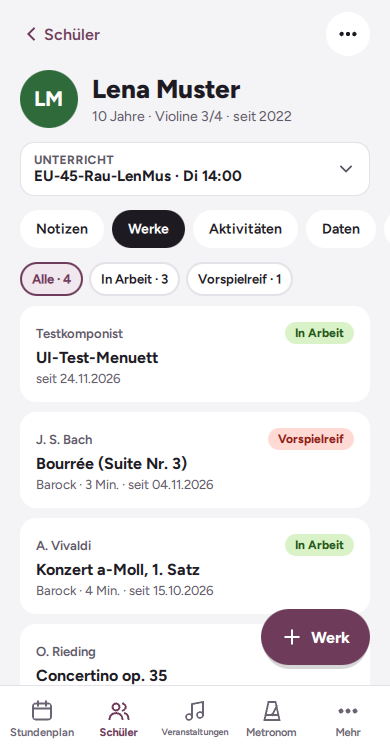 Schüler
LM
Lena Muster
10 Jahre · Violine 3/4 · seit 2022
UNTERRICHT
EU-45-Rau-LenMus · Di 14:00
Notizen
Werke
Aktivitäten
Daten
Alle · 4
In Arbeit · 3
Vorspielreif · 1
Testkomponist
In Arbeit
UI-Test-Menuett
seit 24.11.2026
J. S. Bach
Vorspielreif
Bourrée (Suite Nr. 3)
Barock · 3 Min. · seit 04.11.2026
A. Vivaldi
In Arbeit
Konzert a-Moll, 1. Satz
Barock · 4 Min. · seit 15.10.2026
O. Rieding
Concertino op. 35
Werk
Stundenplan
Schüler
Veranstaltungen
Metronom
Mehr